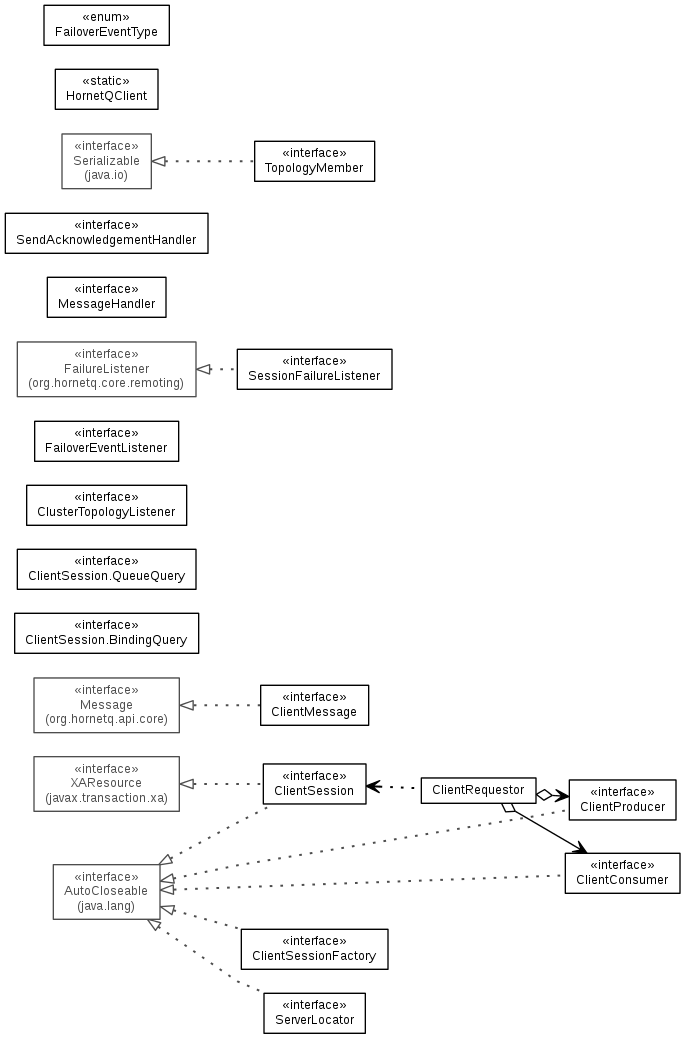 «enum»
FailoverEventType
«static»
HornetQClient
«interface»
Serializable
(java.io)
«interface»
TopologyMember
«interface»
SendAcknowledgementHandler
«interface»
MessageHandler
«interface»
FailureListener
(org.hornetq.core.remoting)
«interface»
SessionFailureListener
«interface»
FailoverEventListener
«interface»
ClusterTopologyListener
«interface»
ClientSession.QueueQuery
«interface»
ClientSession.BindingQuery
«interface»
Message
(org.hornetq.api.core)
«interface»
ClientMessage
«interface»
XAResource
(javax.transaction.xa)
«interface»
ClientSession
ClientRequestor
«interface»
ClientProducer
«interface»
AutoCloseable
(java.lang)
«interface»
ClientConsumer
«interface»
ClientSessionFactory
«interface»
ServerLocator